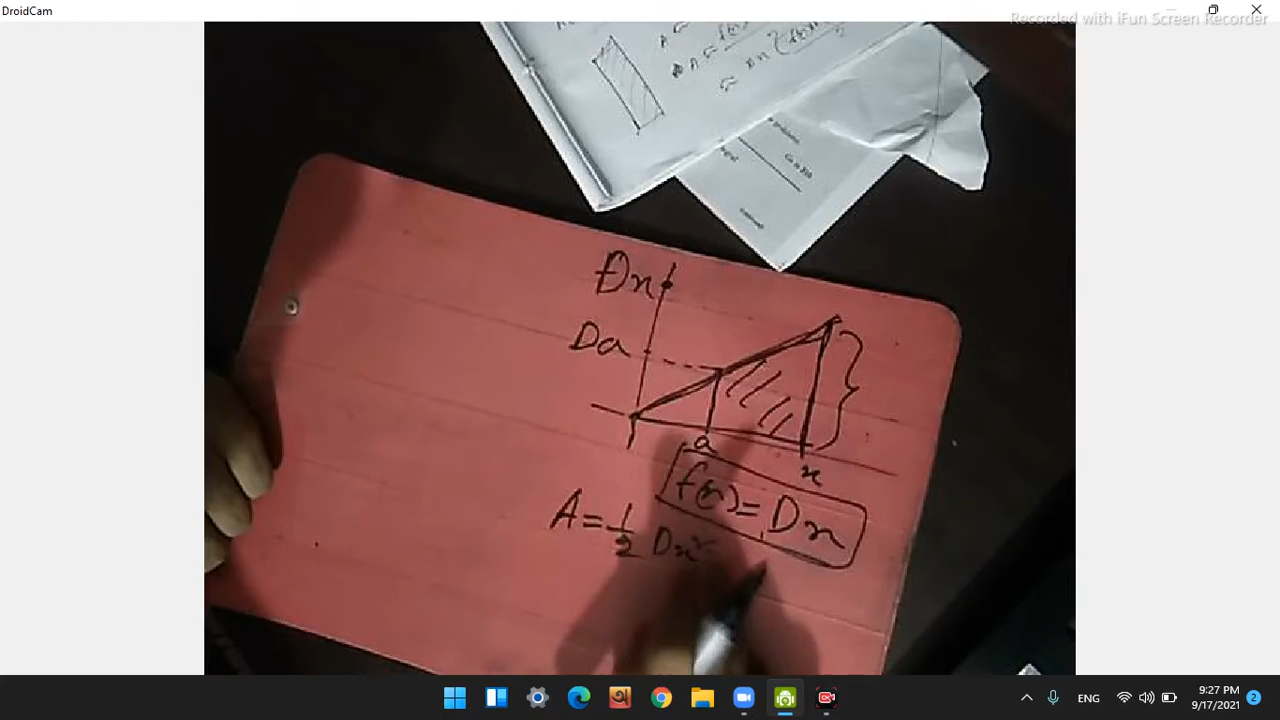 DroidCam
Recorded with iFun Screen Recorder
Dx
Da
a
x
f(x) = Dx
A = 1/2 Dx²
ENG
9:27 PM
9/17/2021
2